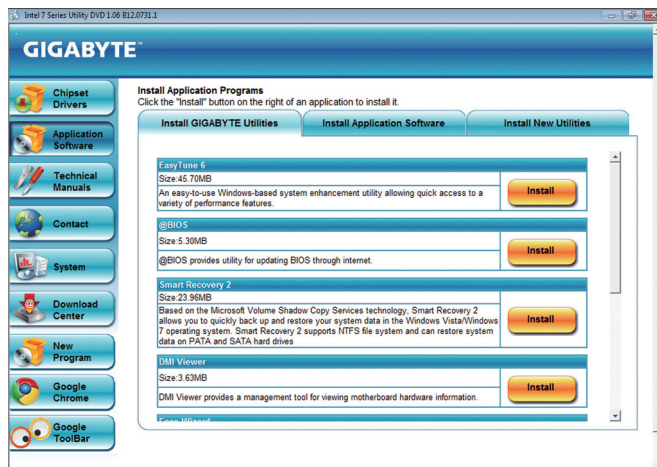 Intel 7 Series Utility DVD 1.06 B12.0731.1
GIGABYTE™
Chipset
Drivers
Application
Software
Technical
Manuals
Contact
System
Download
Center
New
Program
Google
Chrome
Google
ToolBar
Install Application Programs
Click the "Install" button on the right of an application to install it.
Install GIGABYTE Utilities
Install Application Software
Install New Utilities
EasyTune 6
Size:45.70MB
An easy-to-use Windows-based system enhancement utility allowing quick access to a
variety of performance features.
Install
@BIOS
Size:5.30MB
@BIOS provides utility for updating BIOS through internet.
Install
Smart Recovery 2
Size:23.96MB
Based on the Microsoft Volume Shadow Copy Services technology, Smart Recovery 2
allows you to quickly back up and restore your system data in the Windows Vista/Windows
7 operating system. Smart Recovery 2 supports NTFS file system and can restore system
data on PATA and SATA hard drives
Install
DMI Viewer
Size:3.63MB
DMI Viewer provides a management tool for viewing motherboard hardware information.
Install